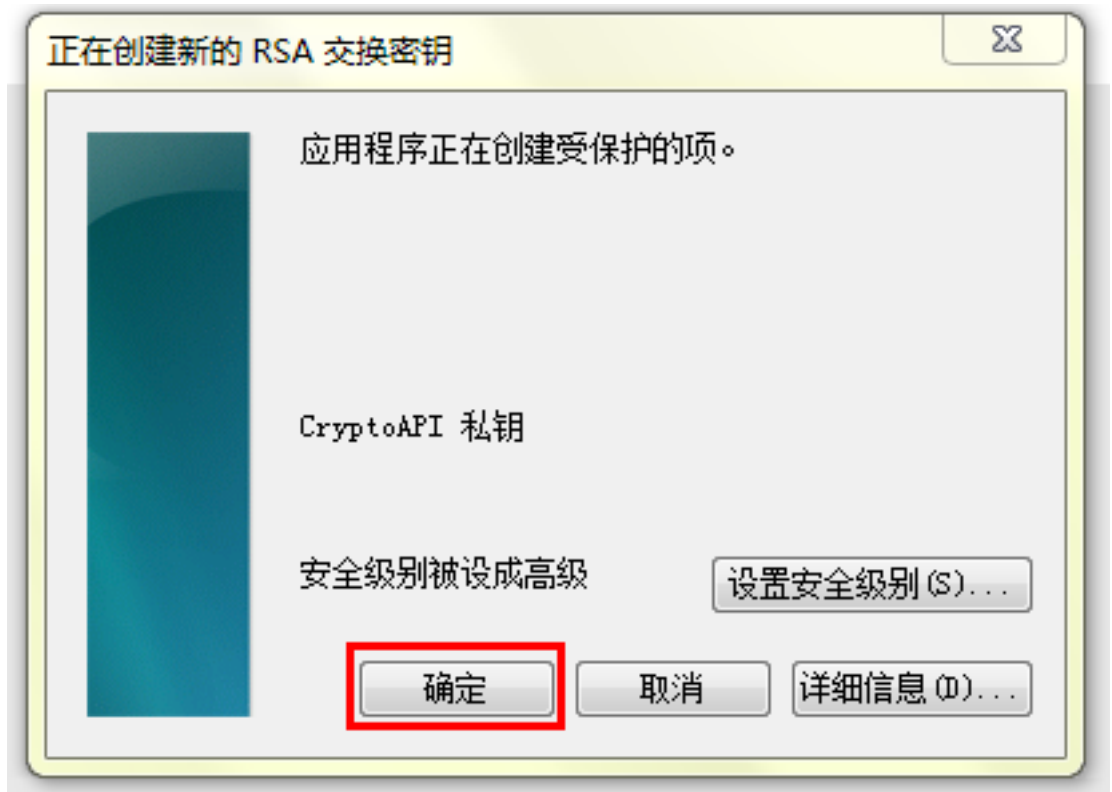 正在创建新的 RSA 交换密钥
应用程序正在创建受保护的项。
CryptoAPI 私钥
安全级别被设成高级
设置安全级别(S)...
确定
取消
详细信息(D)...